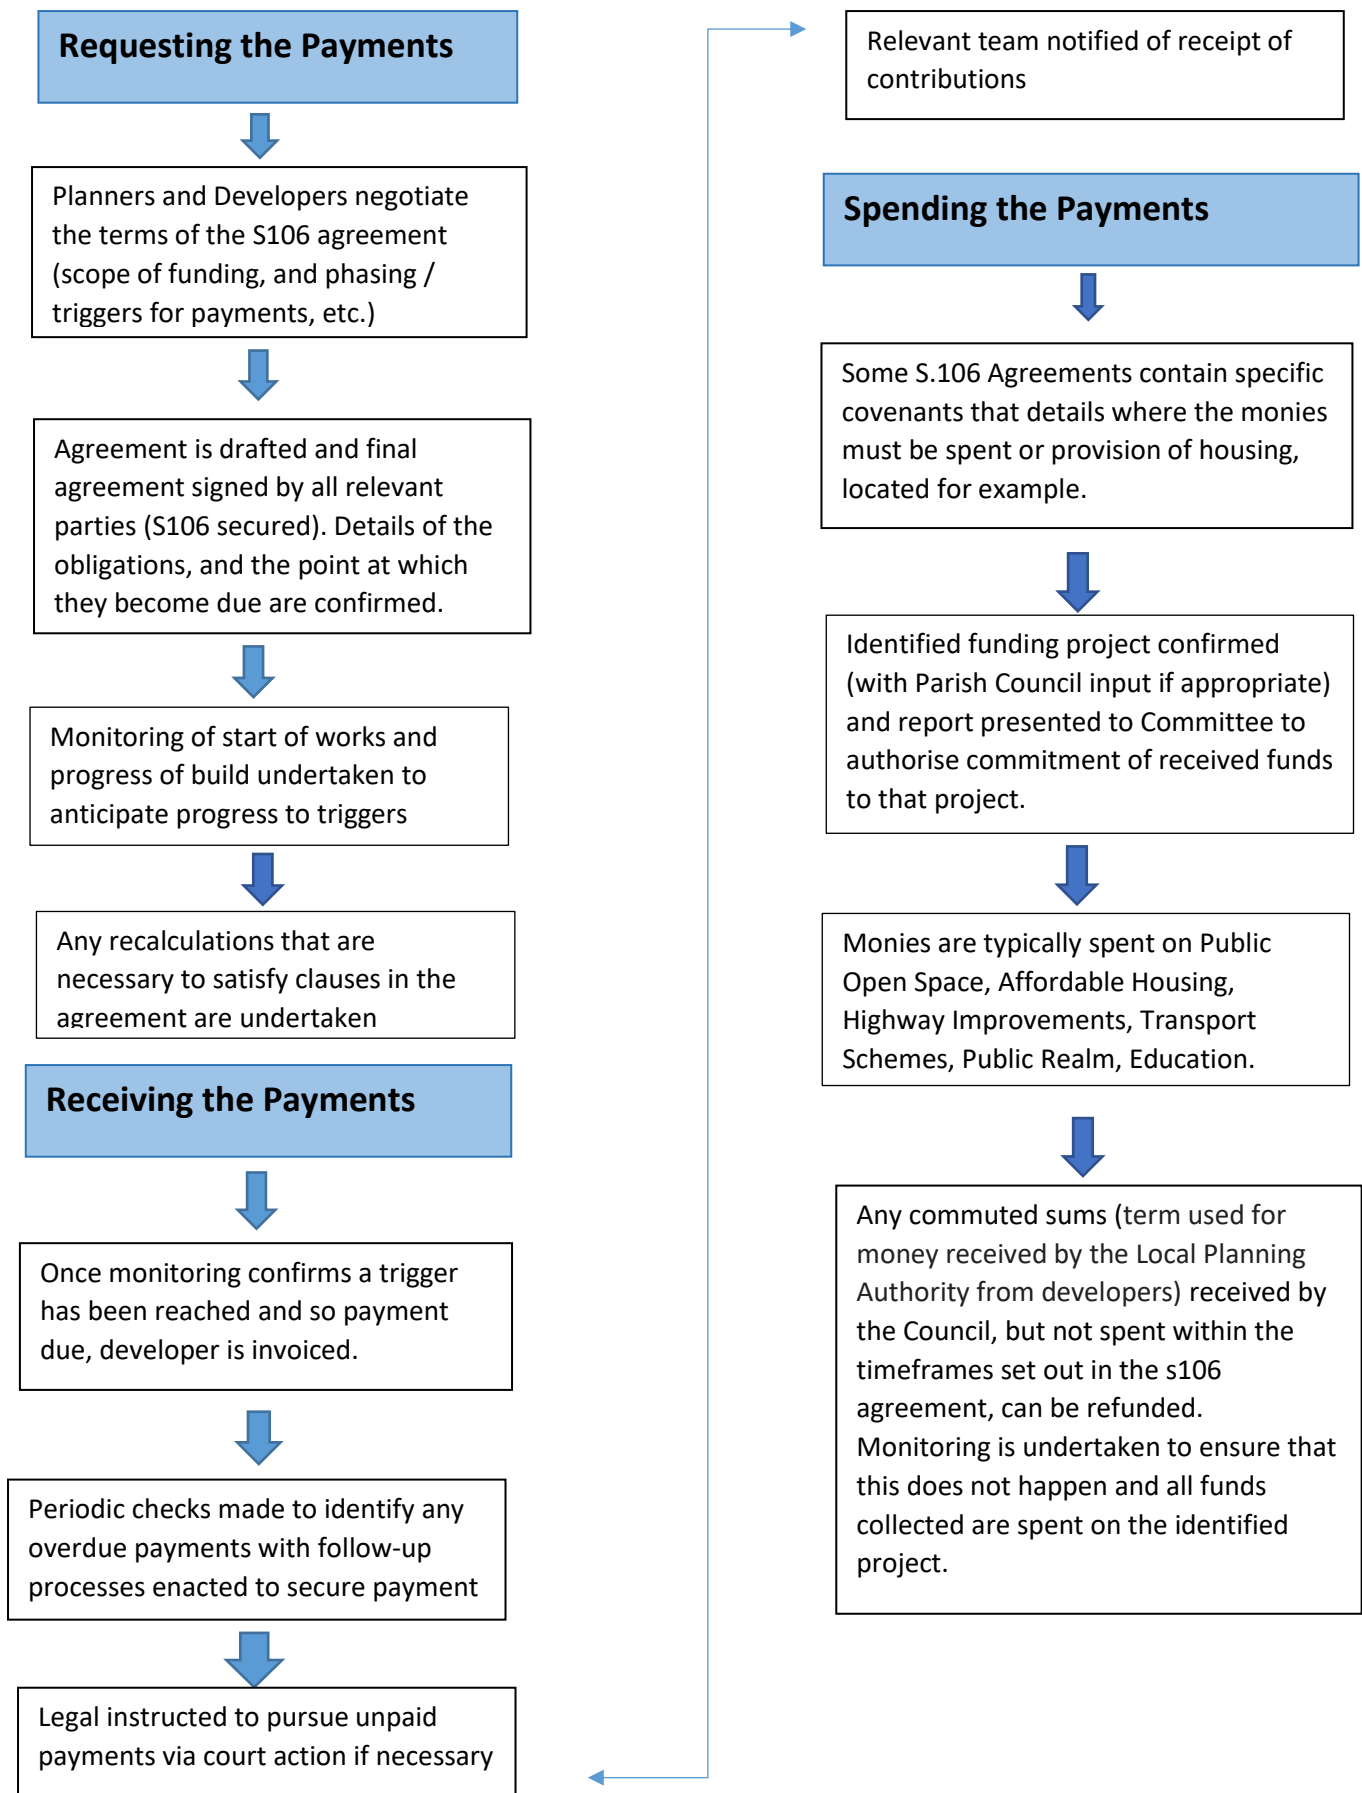 Requesting the Payments
Planners and Developers negotiate
the terms of the S106 agreement
(scope of funding, and phasing /
triggers for payments, etc.)
Agreement is drafted and final
agreement signed by all relevant
parties (S106 secured). Details of the
obligations, and the point at which
they become due are confirmed.
Monitoring of start of works and
progress of build undertaken to
anticipate progress to triggers
Any recalculations that are
necessary to satisfy clauses in the
agreement are undertaken
Receiving the Payments
Once monitoring confirms a trigger
has been reached and so payment
due, developer is invoiced.
Periodic checks made to identify any
overdue payments with follow-up
processes enacted to secure payment
Legal instructed to pursue unpaid
payments via court action if necessary
Relevant team notified of receipt of
contributions
Spending the Payments
Some S.106 Agreements contain specific
covenants that details where the monies
must be spent or provision of housing,
located for example.
Identified funding project confirmed
(with Parish Council input if appropriate)
and report presented to Committee to
authorise commitment of received funds
to that project.
Monies are typically spent on Public
Open Space, Affordable Housing,
Highway Improvements, Transport
Schemes, Public Realm, Education.
Any commuted sums (term used for
money received by the Local Planning
Authority from developers) received by
the Council, but not spent within the
timeframes set out in the s106
agreement, can be refunded.
Monitoring is undertaken to ensure that
this does not happen and all funds
collected are spent on the identified
project.